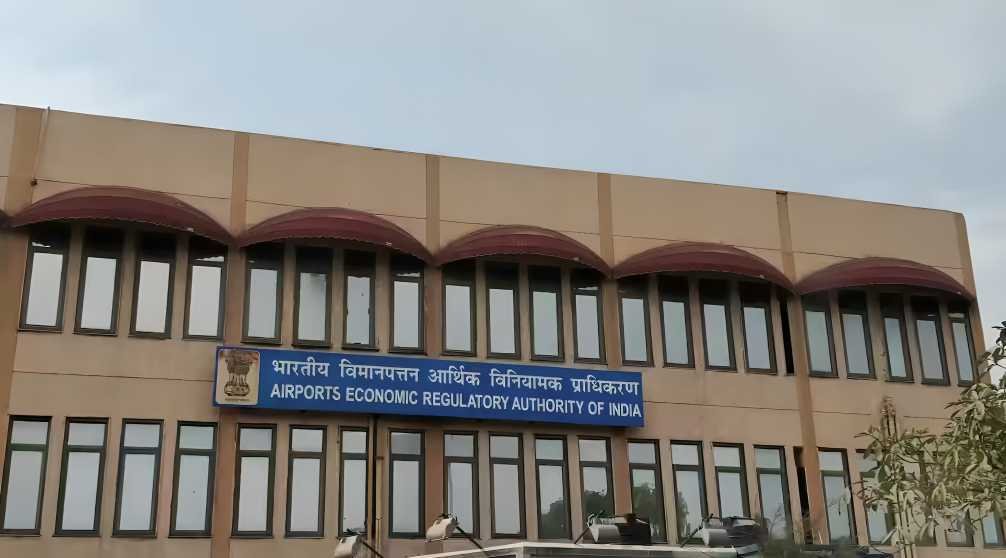 भारतीय विमानपत्तन आर्थिक विनियामक प्राधिकरण
AIRPORTS ECONOMIC REGULATORY AUTHORITY OF INDIA